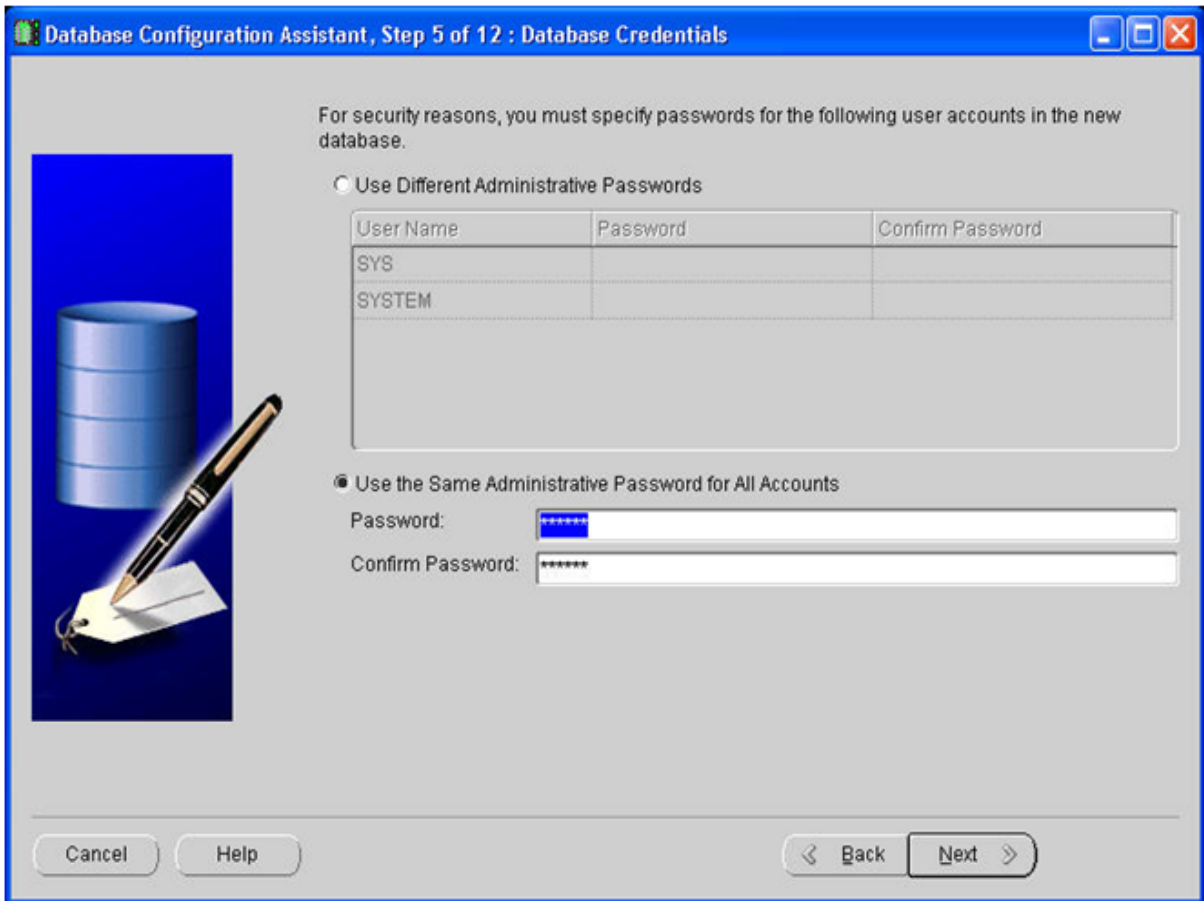 Database Configuration Assistant, Step 5 of 12 : Database Credentials
For security reasons, you must specify passwords for the following user accounts in the new
database.
Use Different Administrative Passwords
User Name Password Confirm Password
SYS
SYSTEM
Use the Same Administrative Password for All Accounts
Password: ******
Confirm Password: ******
Cancel Help Back Next